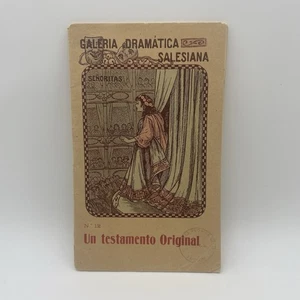 GALERIA DRAMÁTICA
SALESIANA
SEÑORITAS
Un testamento Original